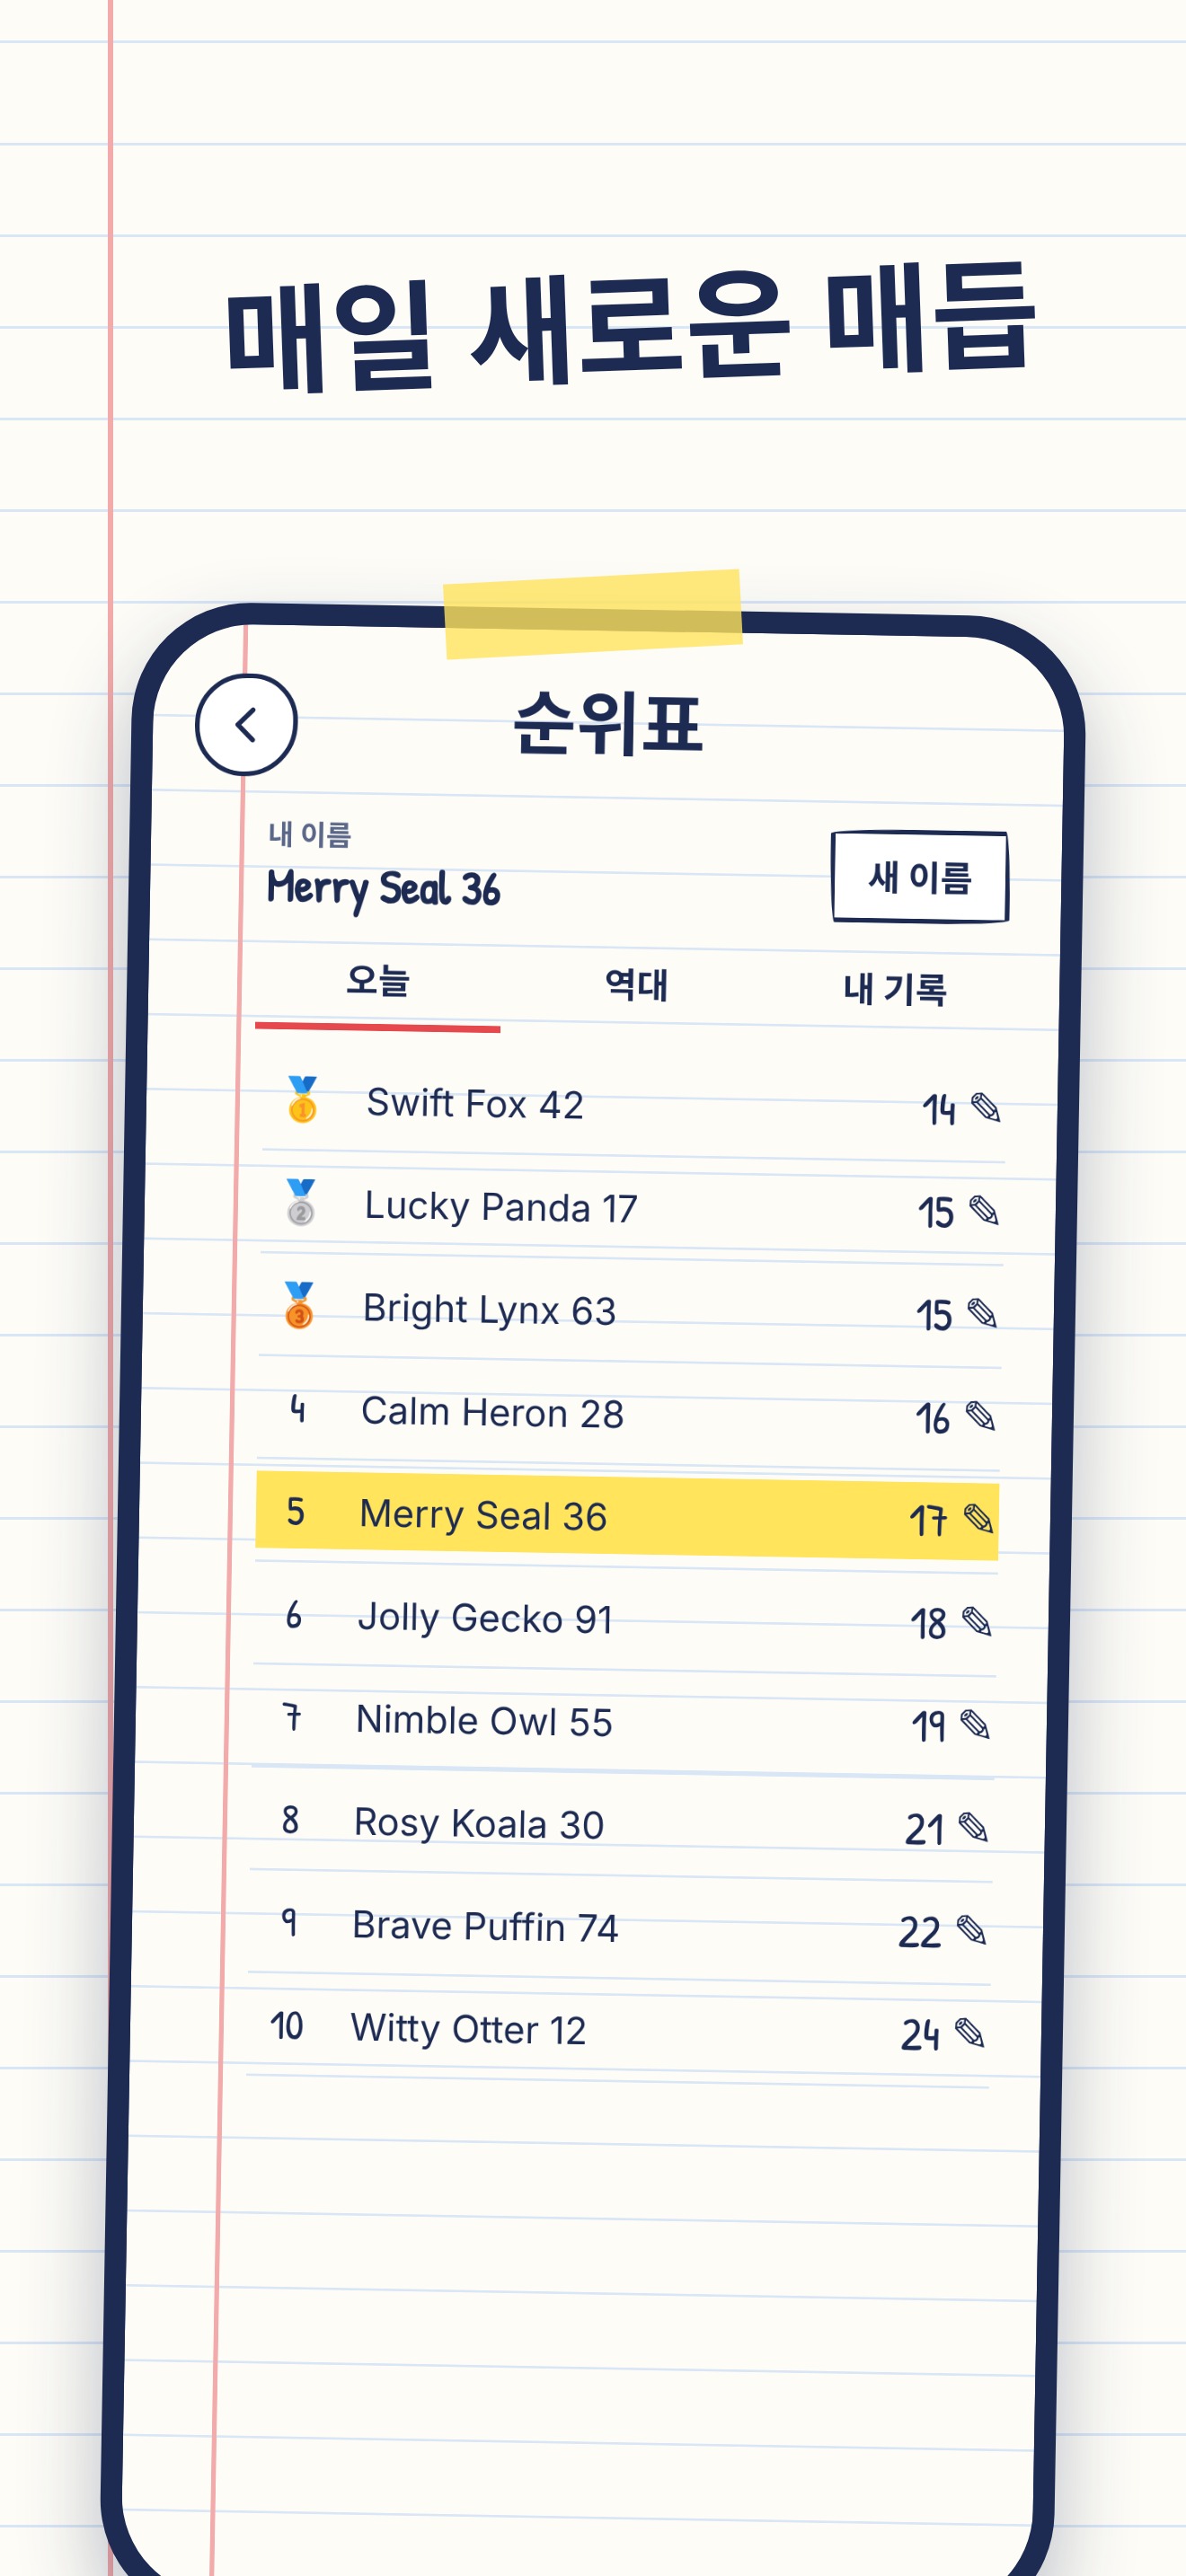 매일 새로운 매듭
순위표
내 이름
Merry Seal 36
새 이름
오늘 역대 내 기록
🥇 Swift Fox 42 14 ✎
🥈 Lucky Panda 17 15 ✎
🥉 Bright Lynx 63 15 ✎
4 Calm Heron 28 16 ✎
5 Merry Seal 36 17 ✎
6 Jolly Gecko 91 18 ✎
7 Nimble Owl 55 19 ✎
8 Rosy Koala 30 21 ✎
9 Brave Puffin 74 22 ✎
10 Witty Otter 12 24 ✎